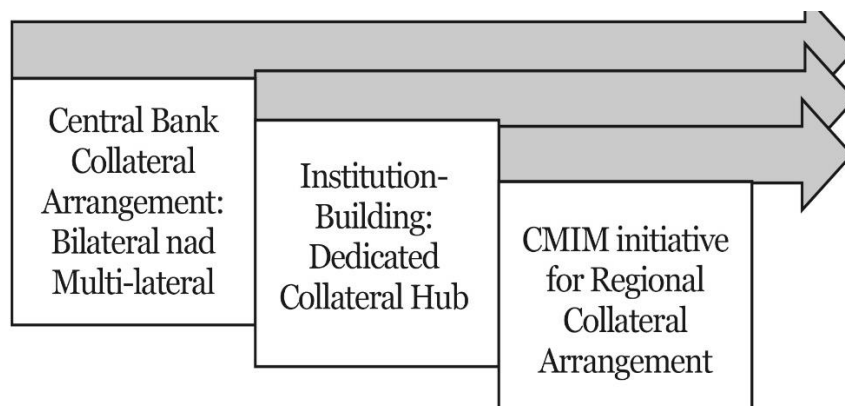 Central Bank
Collateral
Arrangement:
Bilateral nad
Multi-lateral
Institution-
Building:
Dedicated
Collateral Hub
CMIM initiative
for Regional
Collateral
Arrangement